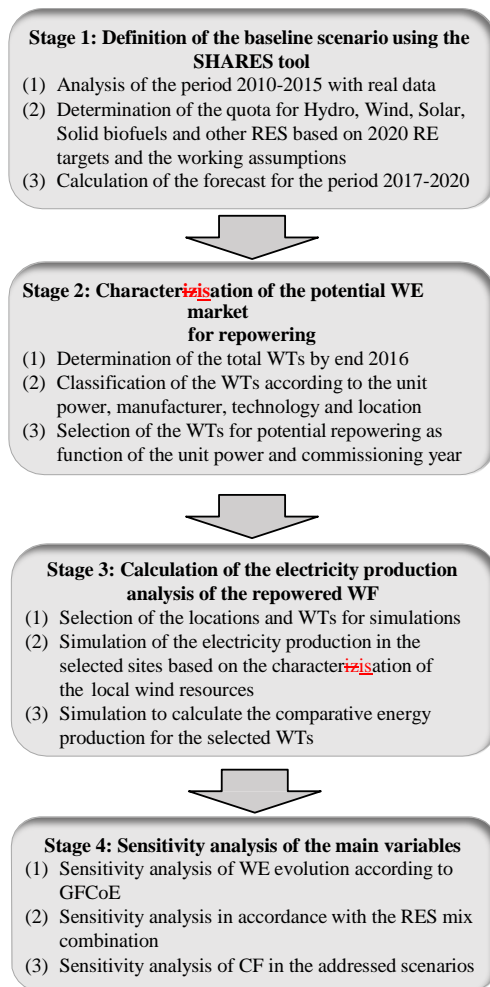 Stage 1: Definition of the baseline scenario using the
SHARES tool
(1) Analysis of the period 2010-2015 with real data
(2) Determination of the quota for Hydro, Wind, Solar,
Solid biofuels and other RES based on 2020 RE
targets and the working assumptions
(3) Calculation of the forecast for the period 2017-2020
Stage 2: Characterizisation of the potential WE
market
for repowering
(1) Determination of the total WTs by end 2016
(2) Classification of the WTs according to the unit
power, manufacturer, technology and location
(3) Selection of the WTs for potential repowering as
function of the unit power and commissioning year
Stage 3: Calculation of the electricity production
analysis of the repowered WF
(1) Selection of the locations and WTs for simulations
(2) Simulation of the electricity production in the
selected sites based on the characterizisation of
the local wind resources
(3) Simulation to calculate the comparative energy
production for the selected WTs
Stage 4: Sensitivity analysis of the main variables
(1) Sensitivity analysis of WE evolution according to
GFCoE
(2) Sensitivity analysis in accordance with the RES mix
combination
(3) Sensitivity analysis of CF in the addressed scenarios